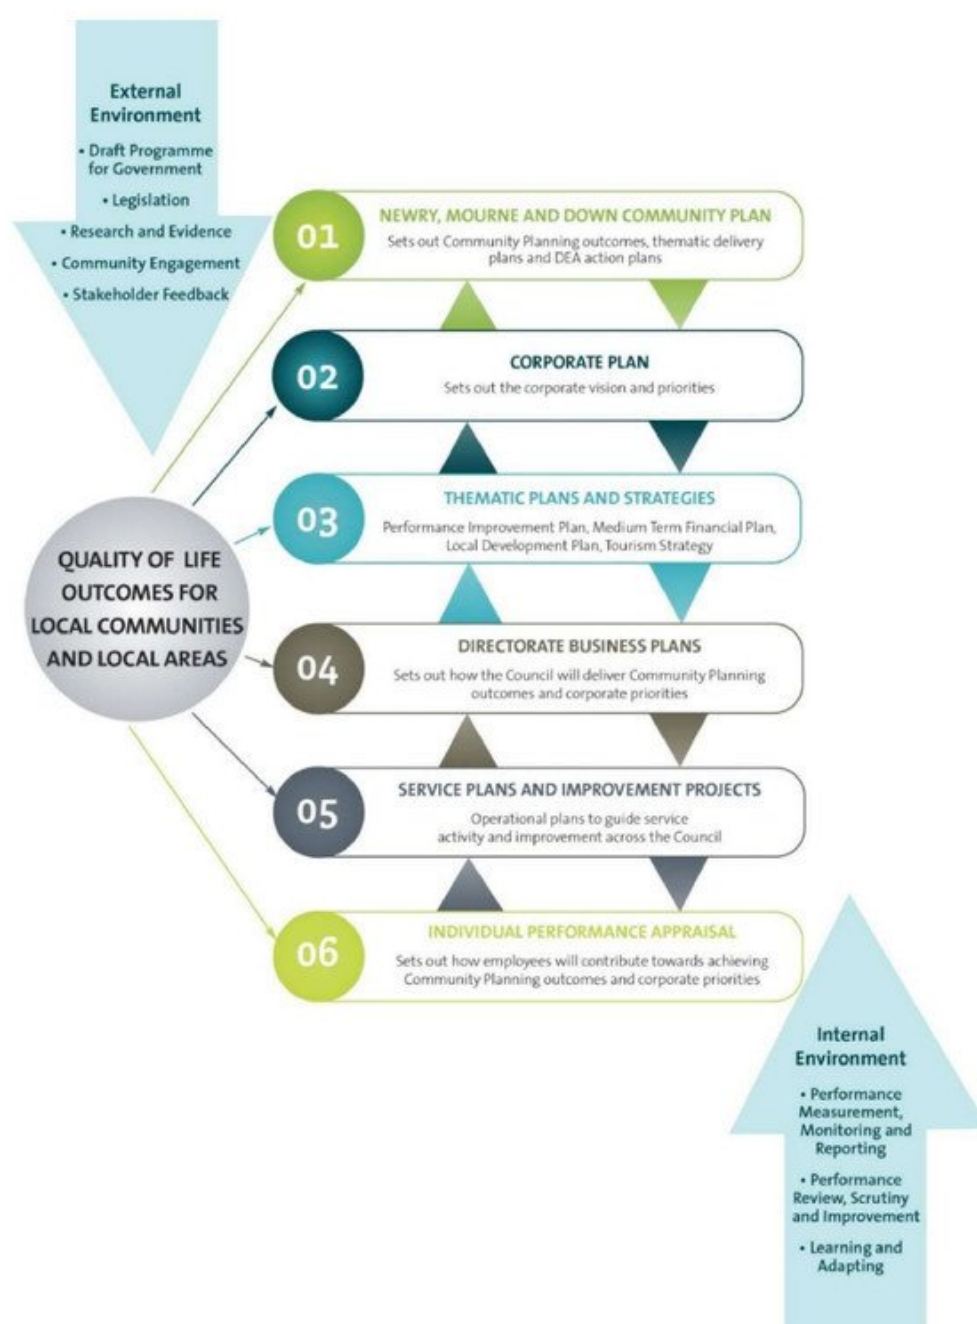 External
Environment
• Draft Programme
for Government
• Legislation
• Research and Evidence
• Community Engagement
• Stakeholder Feedback
01
NEWRY, MOURNE AND DOWN COMMUNITY PLAN
Sets out Community Planning outcomes, thematic delivery
plans and DEA action plans
02
CORPORATE PLAN
Sets out the corporate vision and priorities
03
THEMATIC PLANS AND STRATEGIES
Performance Improvement Plan, Medium Term Financial Plan,
Local Development Plan, Tourism Strategy
QUALITY OF LIFE
OUTCOMES FOR
LOCAL COMMUNITIES
AND LOCAL AREAS
04
DIRECTORATE BUSINESS PLANS
Sets out how the Council will deliver Community Planning
outcomes and corporate priorities
05
SERVICE PLANS AND IMPROVEMENT PROJECTS
Operational plans to guide service
activity and improvement across the Council
06
INDIVIDUAL PERFORMANCE APPRAISAL
Sets out how employees will contribute towards achieving
Community Planning outcomes and corporate priorities
Internal
Environment
• Performance
Measurement,
Monitoring and
Reporting
• Performance
Review, Scrutiny
and Improvement
• Learning and
Adapting